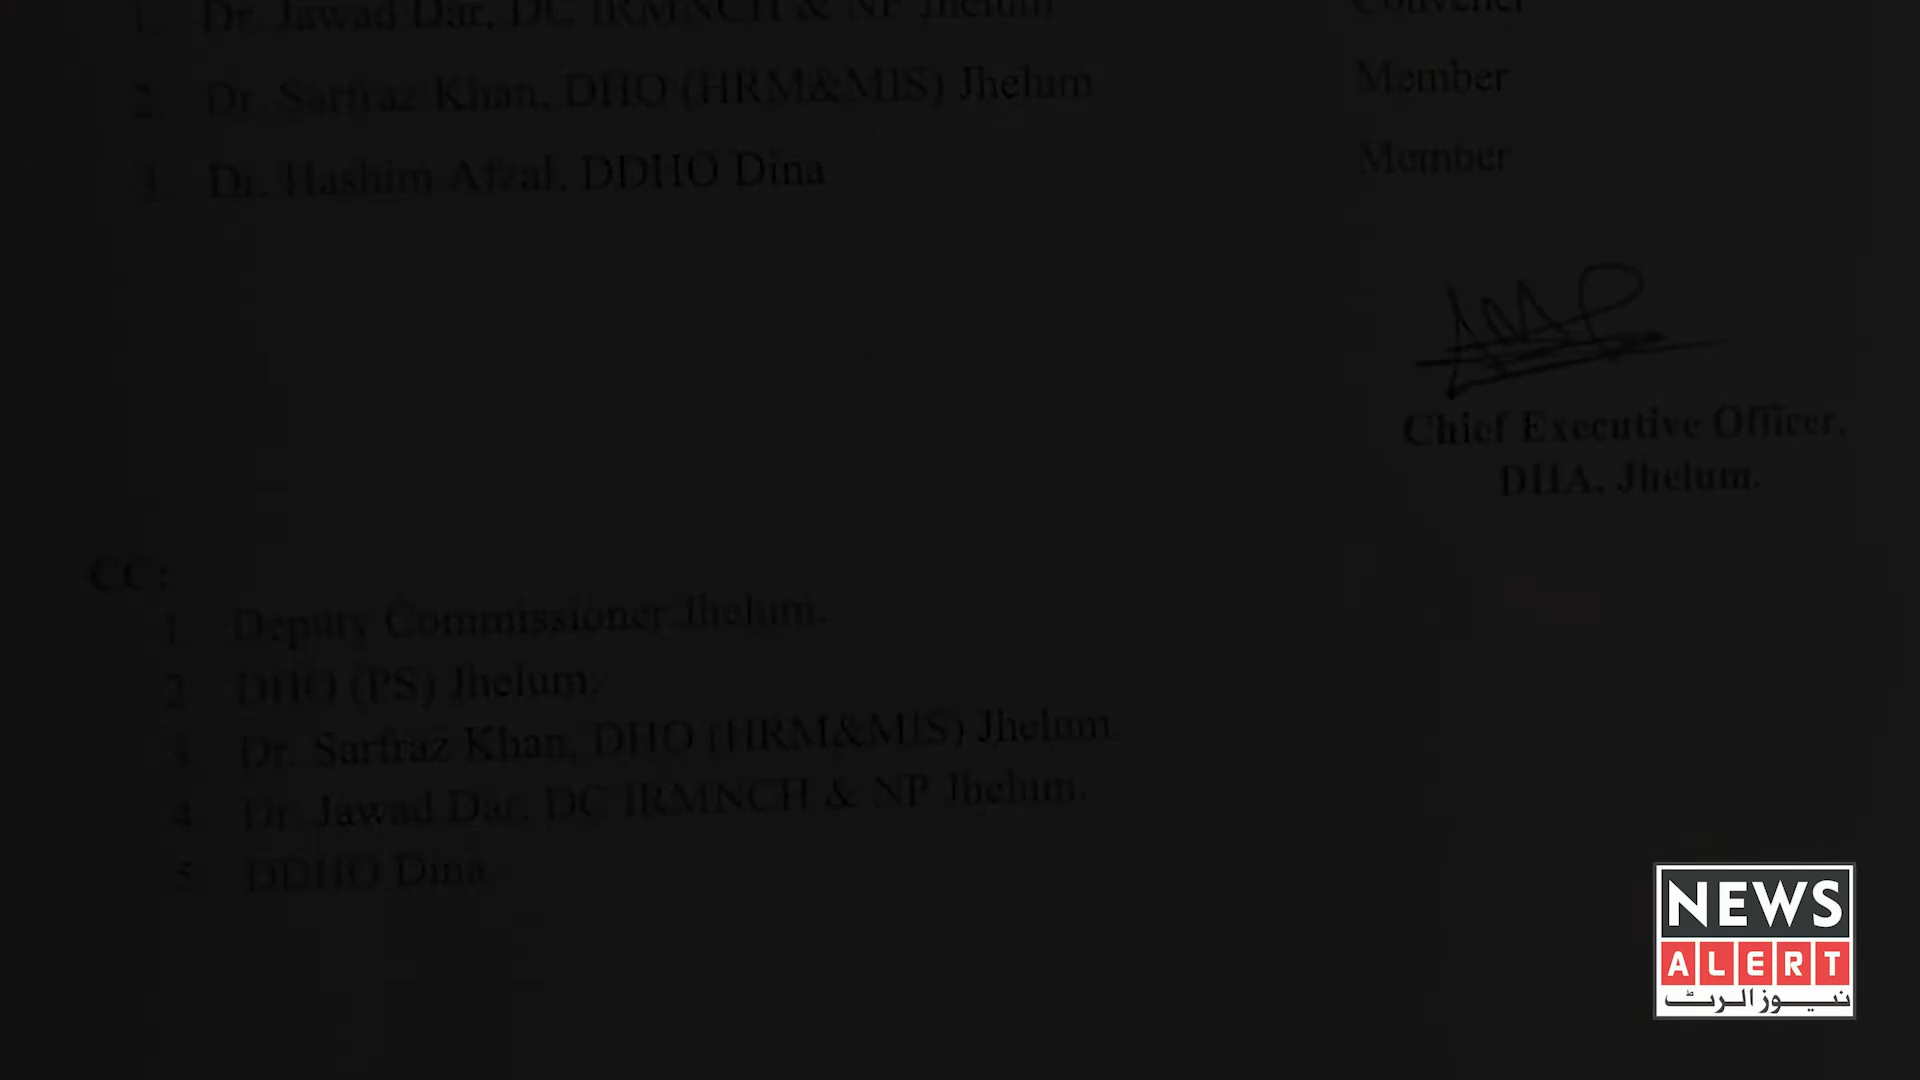 1. Dr. Jawad Dar, DC IRMNCH & NP Jhelum Convener
2. Dr. Sarfraz Khan, DHO (HRM&MIS) Jhelum Member
3. Dr. Hashim Afzal, DDHO Dina Member
Chief Executive Officer,
DHA, Jhelum.
CC:
1. Deputy Commissioner Jhelum.
2. DHO (PS) Jhelum.
3. Dr. Sarfraz Khan, DHO (HRM&MIS) Jhelum.
4. Dr. Jawad Dar, DC IRMNCH & NP Jhelum.
5. DDHO Dina.
NEWS
ALERT
نیوز الرٹ